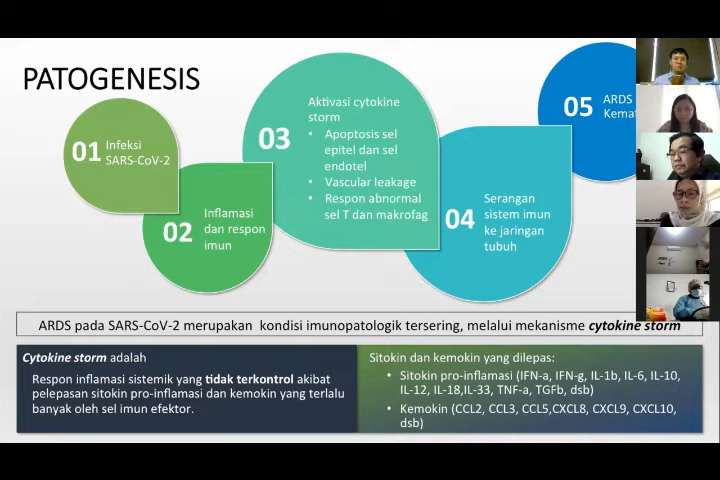 PATOGENESIS
01
Infeksi
SARS-CoV-2
02
Inflamasi
dan respon
imun
03
Aktivasi cytokine
storm
• Apoptosis sel
epitel dan sel
endotel
• Vascular leakage
• Respon abnormal
sel T dan makrofag
04
Serangan
sistem imun
ke jaringan
tubuh
05
ARDS
ARDS pada SARS-CoV-2 merupakan kondisi imunopatologik tersering, melalui mekanisme cytokine storm
Cytokine storm adalah
Respon inflamasi sistemik yang tidak terkontrol akibat
pelepasan sitokin pro-inflamasi dan kemokin yang terlalu
banyak oleh sel imun efektor.
Sitokin dan kemokin yang dilepas:
• Sitokin pro-inflamasi (IFN-a, IFN-g, IL-1b, IL-6, IL-10,
IL-12, IL-18,IL-33, TNF-a, TGFb, dsb)
• Kemokin (CCL2, CCL3, CCL5,CXCL8, CXCL9, CXCL10,
dsb)